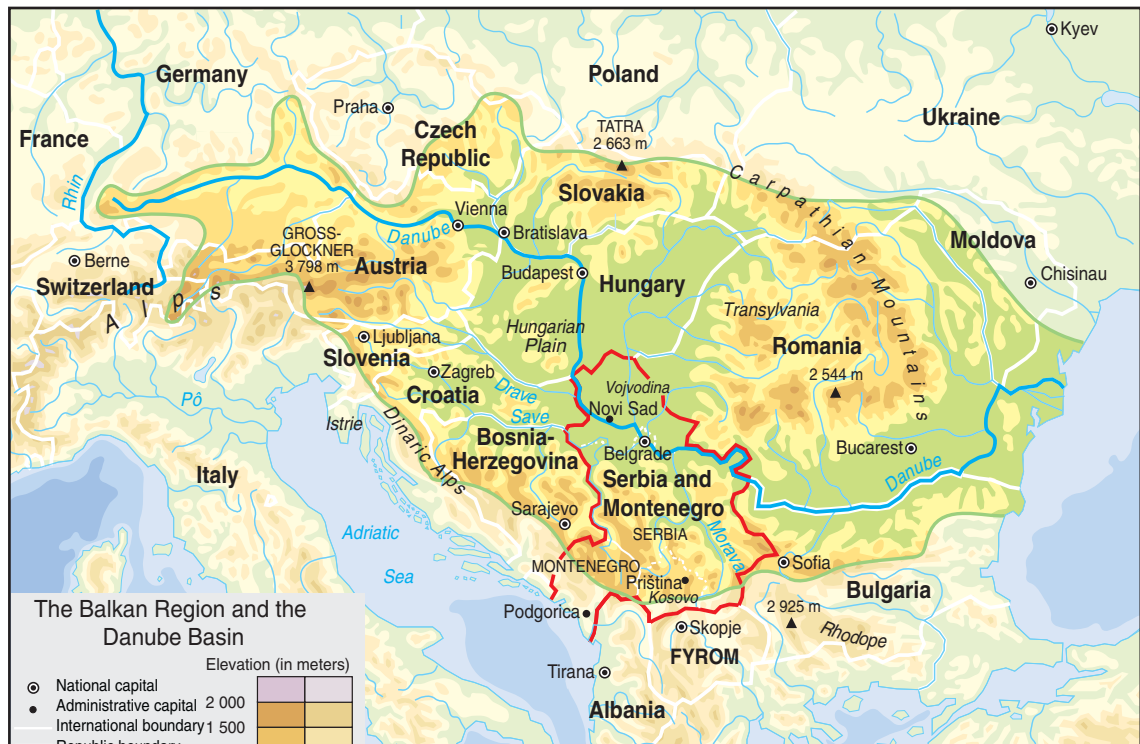 Kyev
Germany
Poland
Praha
Ukraine
France
Czech
Republic
TATRA
2 663 m
Carpathian Mountains
Rhin
Slovakia
Vienna
GROSS-
GLOCKNER
3 798 m
Danube
Bratislava
Moldova
Berne
Austria
Budapest
Hungary
Chisinau
Switzerland
Alps
Transylvania
Hungarian
Plain
Ljubljana
Slovenia
Romania
Zagreb
2 544 m
Croatia
Drave
Vojvodina
Pô
Save
Novi Sad
Istrie
Dinaric Alps
Bosnia-
Herzegovina
Belgrade
Bucarest
Italy
Serbia and
Montenegro
Danube
Sarajevo
Adriatic
Sea
SERBIA
Morava
MONTENEGRO
Sofia
Priština
Kosovo
Bulgaria
Podgorica
2 925 m
Skopje
Rhodope
FYROM
Tirana
Albania
The Balkan Region and the
Danube Basin
Elevation (in meters)
National capital
Administrative capital
2 000
International boundary
1 500
Republic boundary